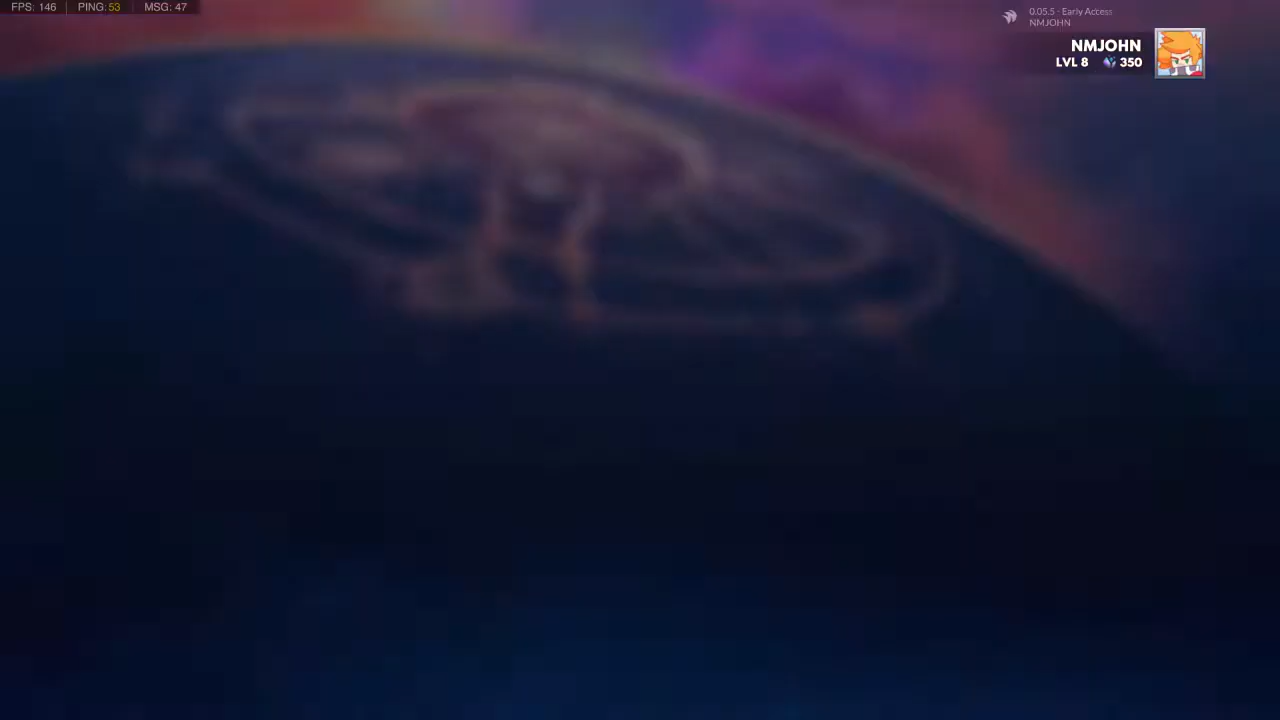 FPS: 146 | PING: 53 | MSG: 47
0.05.5 - Early Access
NMJOHN
NMJOHN
LVL 8 350